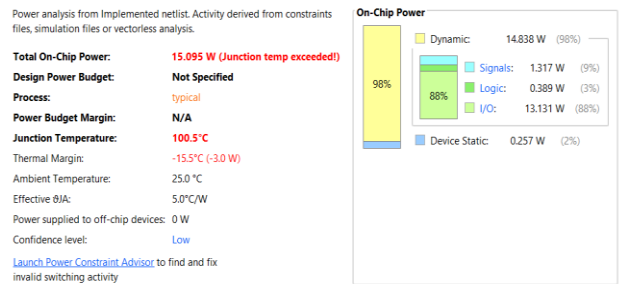 Power analysis from Implemented netlist. Activity derived from constraints
files, simulation files or vectorless analysis.
Total On-Chip Power: 15.095 W (Junction temp exceeded!)
Design Power Budget: Not Specified
Process: typical
Power Budget Margin: N/A
Junction Temperature: 100.5°C
Thermal Margin: -15.5°C (-3.0 W)
Ambient Temperature: 25.0 °C
Effective ϑJA: 5.0°C/W
Power supplied to off-chip devices: 0 W
Confidence level: Low
Launch Power Constraint Advisor to find and fix
invalid switching activity
On-Chip Power
Dynamic: 14.838 W (98%)
98%
88%
Signals: 1.317 W (9%)
Logic: 0.389 W (3%)
I/O: 13.131 W (88%)
Device Static: 0.257 W (2%)